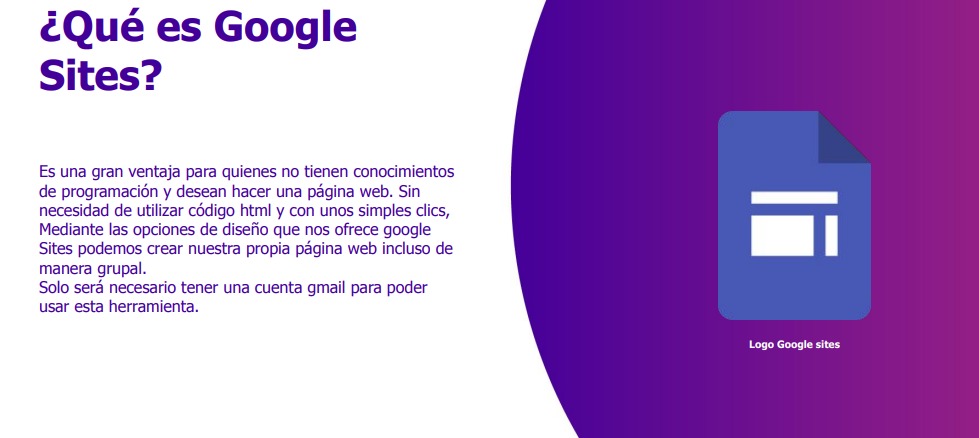 ¿Qué es Google
Sites?
Es una gran ventaja para quienes no tienen conocimientos
de programación y desean hacer una página web. Sin
necesidad de utilizar código html y con unos simples clics,
Mediante las opciones de diseño que nos ofrece google
Sites podemos crear nuestra propia página web incluso de
manera grupal.
Solo será necesario tener una cuenta gmail para poder
usar esta herramienta.
Logo Google sites